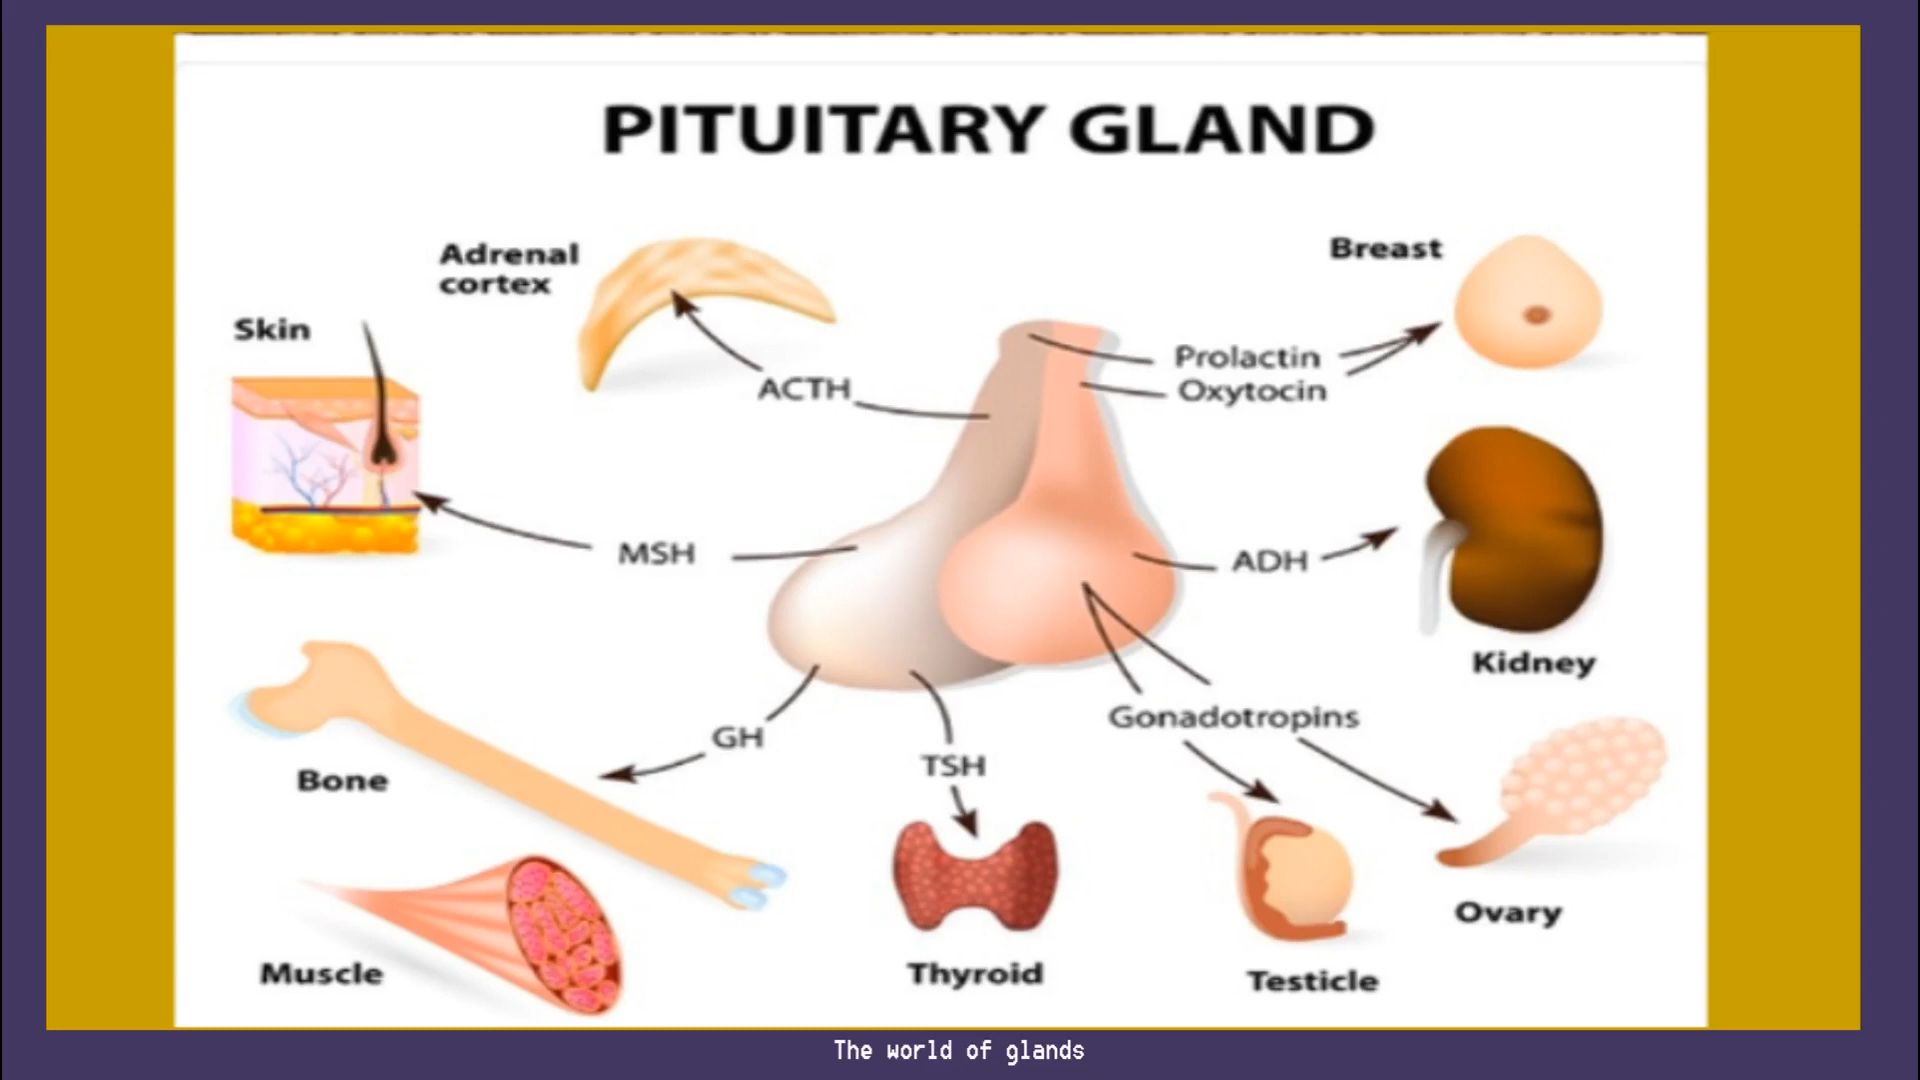 PITUITARY GLAND
Adrenal
cortex
Breast
Skin
Prolactin
Oxytocin
ACTH
MSH
ADH
Kidney
Gonadotropins
GH
TSH
Bone
Ovary
Muscle
Thyroid
Testicle
The world of glands